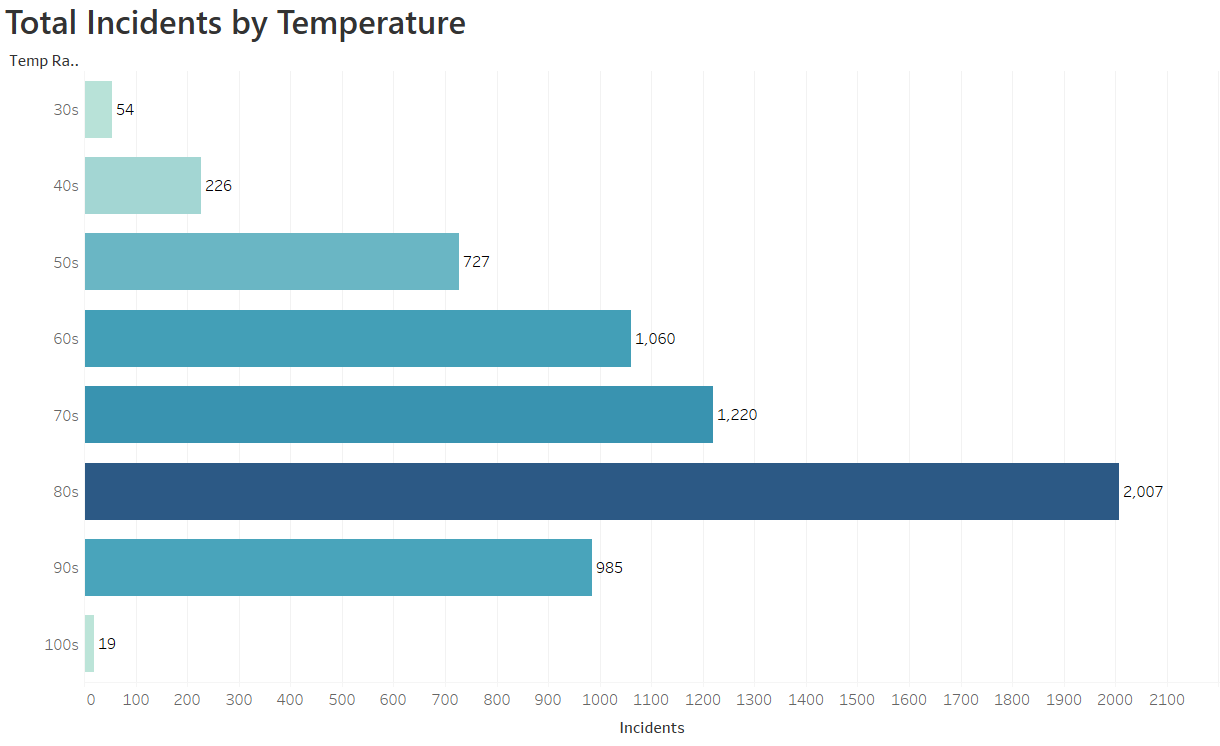 Total Incidents by Temperature
Temp Ra..
30s 54
40s 226
50s 727
60s 1,060
70s 1,220
80s 2,007
90s 985
100s 19
0 100 200 300 400 500 600 700 800 900 1000 1100 1200 1300 1400 1500 1600 1700 1800 1900 2000 2100
Incidents